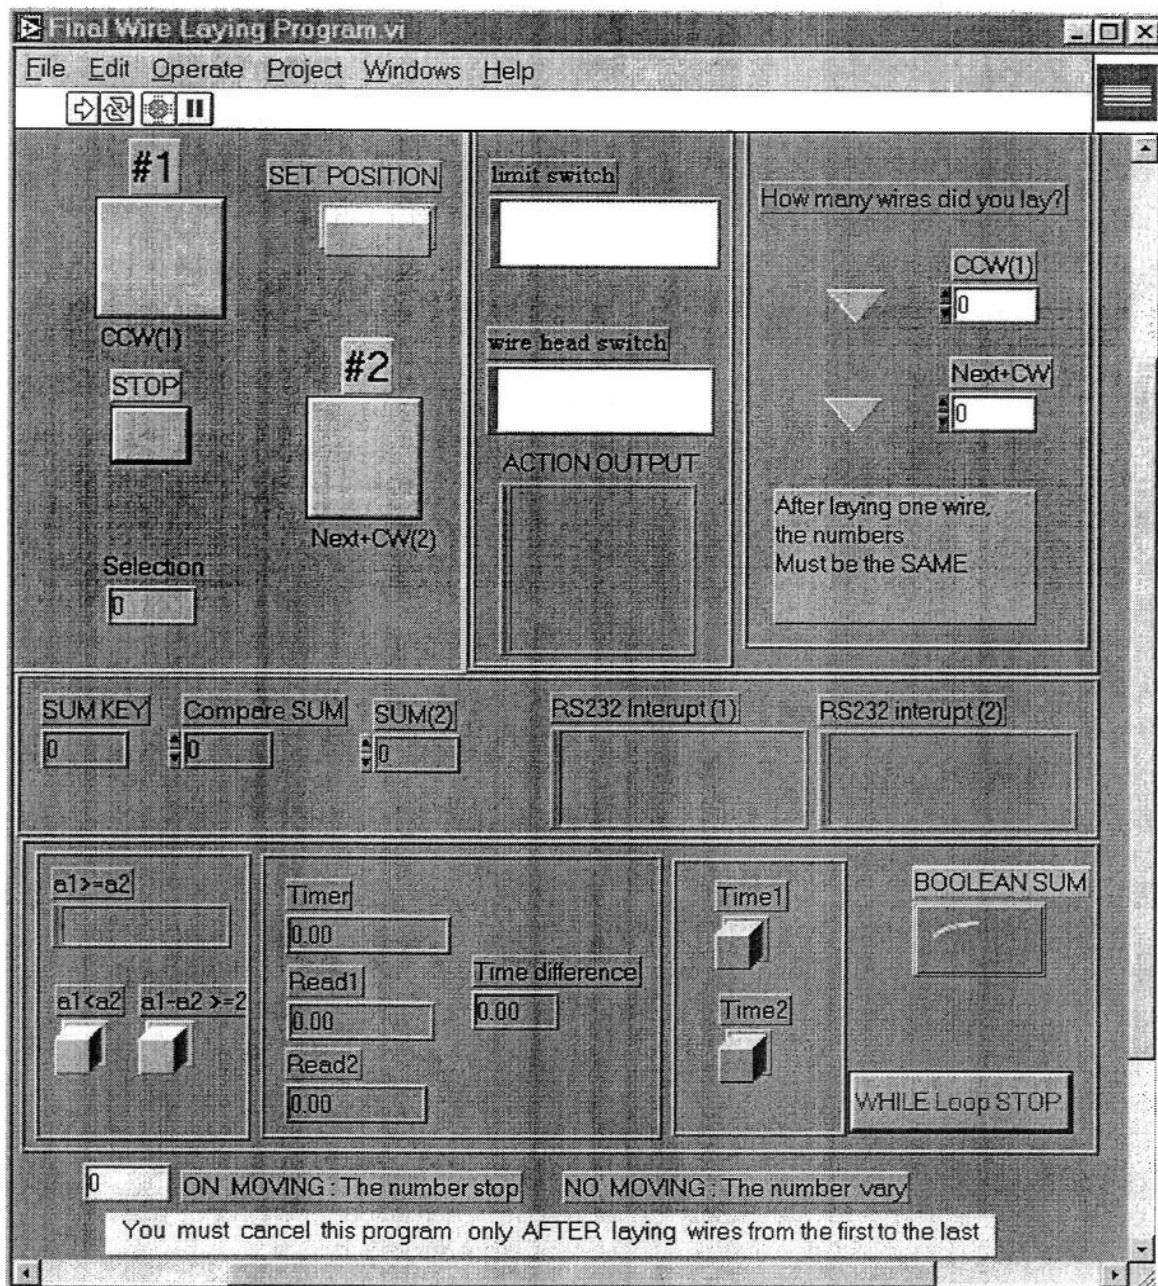 Final Wire Laying Program.vi
File Edit Operate Project Windows Help
#1
SET POSITION
CCW(1)
STOP
#2
Next+CW(2)
Selection
0
limit switch
wire head switch
ACTION OUTPUT
How many wires did you lay?
CCW(1)
0
Next+CW
0
After laying one wire,
the numbers
Must be the SAME
SUM KEY
0
Compare SUM
0
SUM(2)
0
RS232 Interupt (1)
RS232 interupt (2)
a1>=a2
a1<a2
a1-a2 >=2
Timer
0.00
Read1
0.00
Read2
0.00
Time difference
0.00
Time1
Time2
BOOLEAN SUM
WHILE Loop STOP
0
ON MOVING : The number stop
NO MOVING : The number vary
You must cancel this program only AFTER laying wires from the first to the last